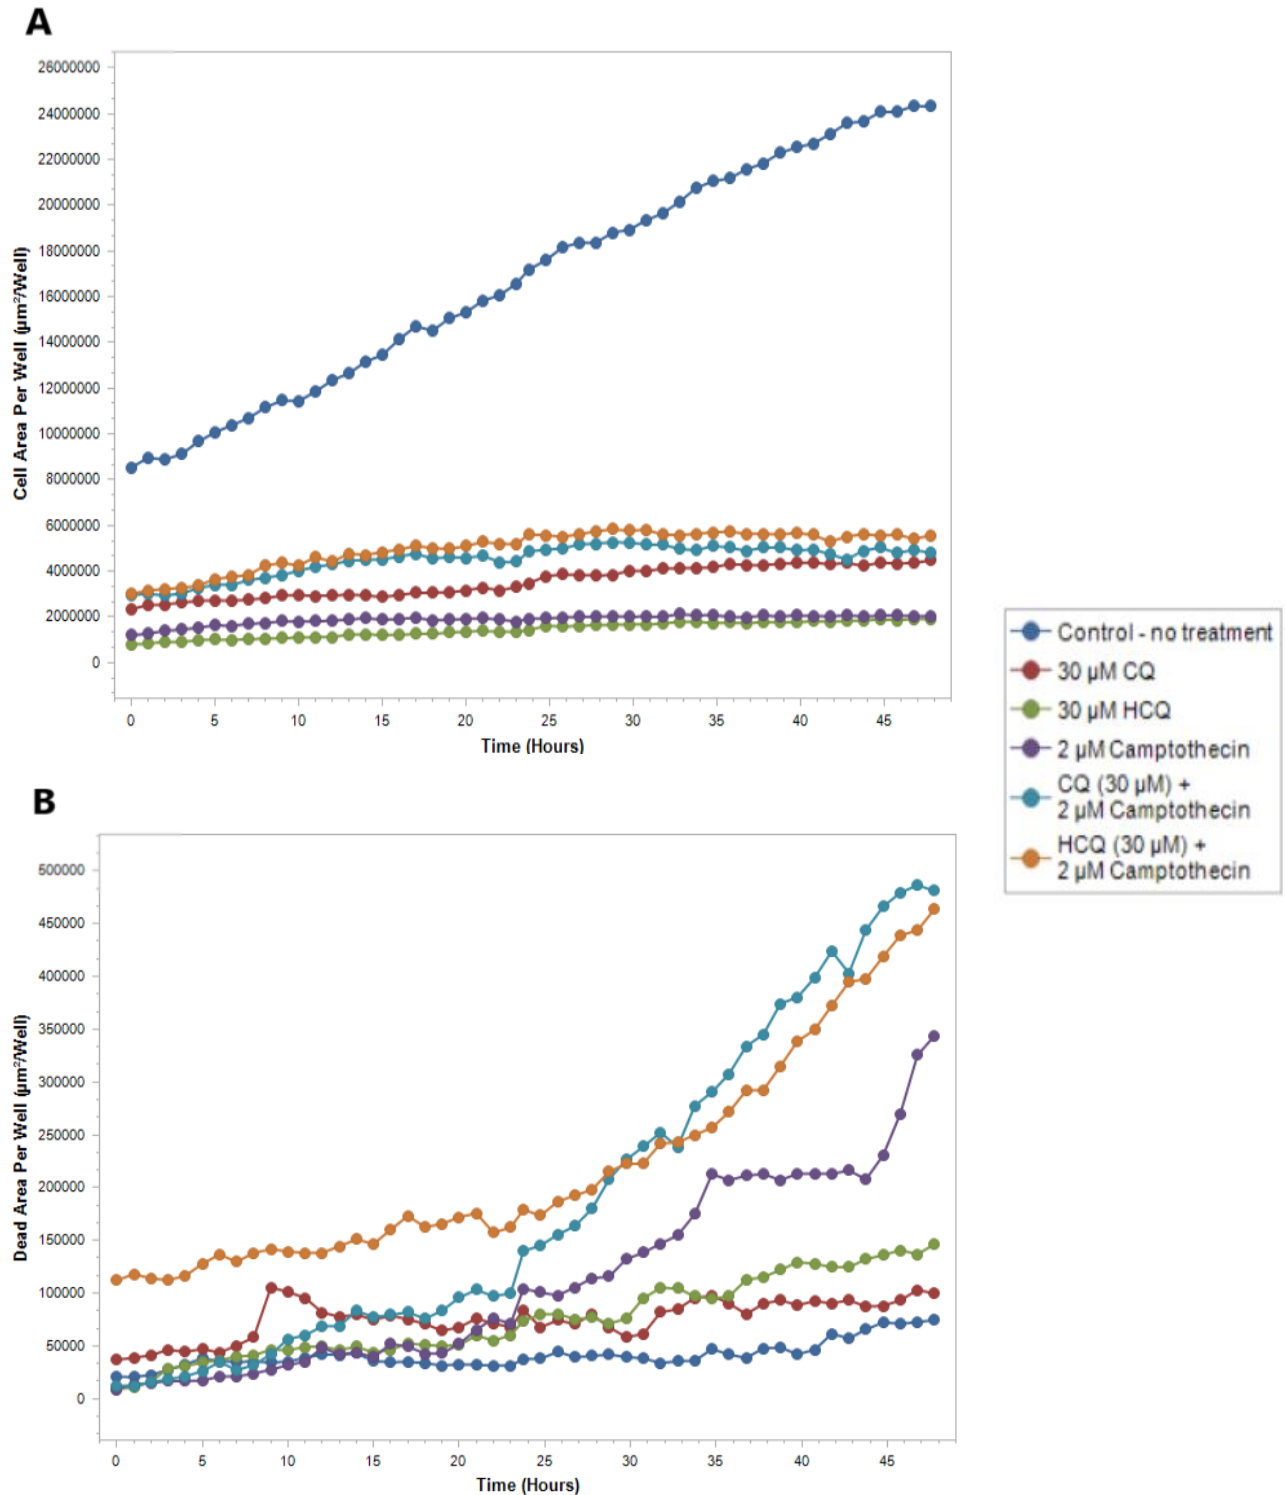 A
26000000
24000000
22000000
20000000
18000000
16000000
14000000
12000000
10000000
8000000
6000000
4000000
2000000
0
Cell Area Per Well (µm²/Well)
0 5 10 15 20 25 30 35 40 45
Time (Hours)
Control - no treatment
30 µM CQ
30 µM HCQ
2 µM Camptothecin
CQ (30 µM) +
2 µM Camptothecin
HCQ (30 µM) +
2 µM Camptothecin
B
500000
450000
400000
350000
300000
250000
200000
150000
100000
50000
0
Dead Area Per Well (µm²/Well)
0 5 10 15 20 25 30 35 40 45
Time (Hours)